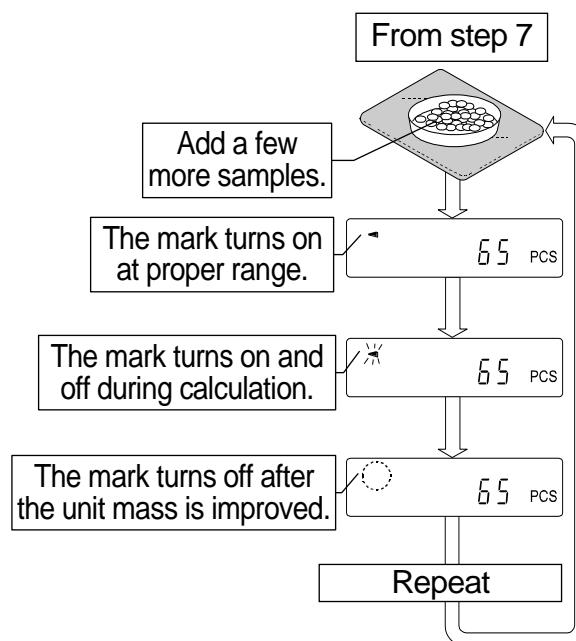 From step 7
Add a few
more samples.
The mark turns on
at proper range.
65 PCS
The mark turns on and
off during calculation.
65 PCS
The mark turns off after
the unit mass is improved.
65 PCS
Repeat